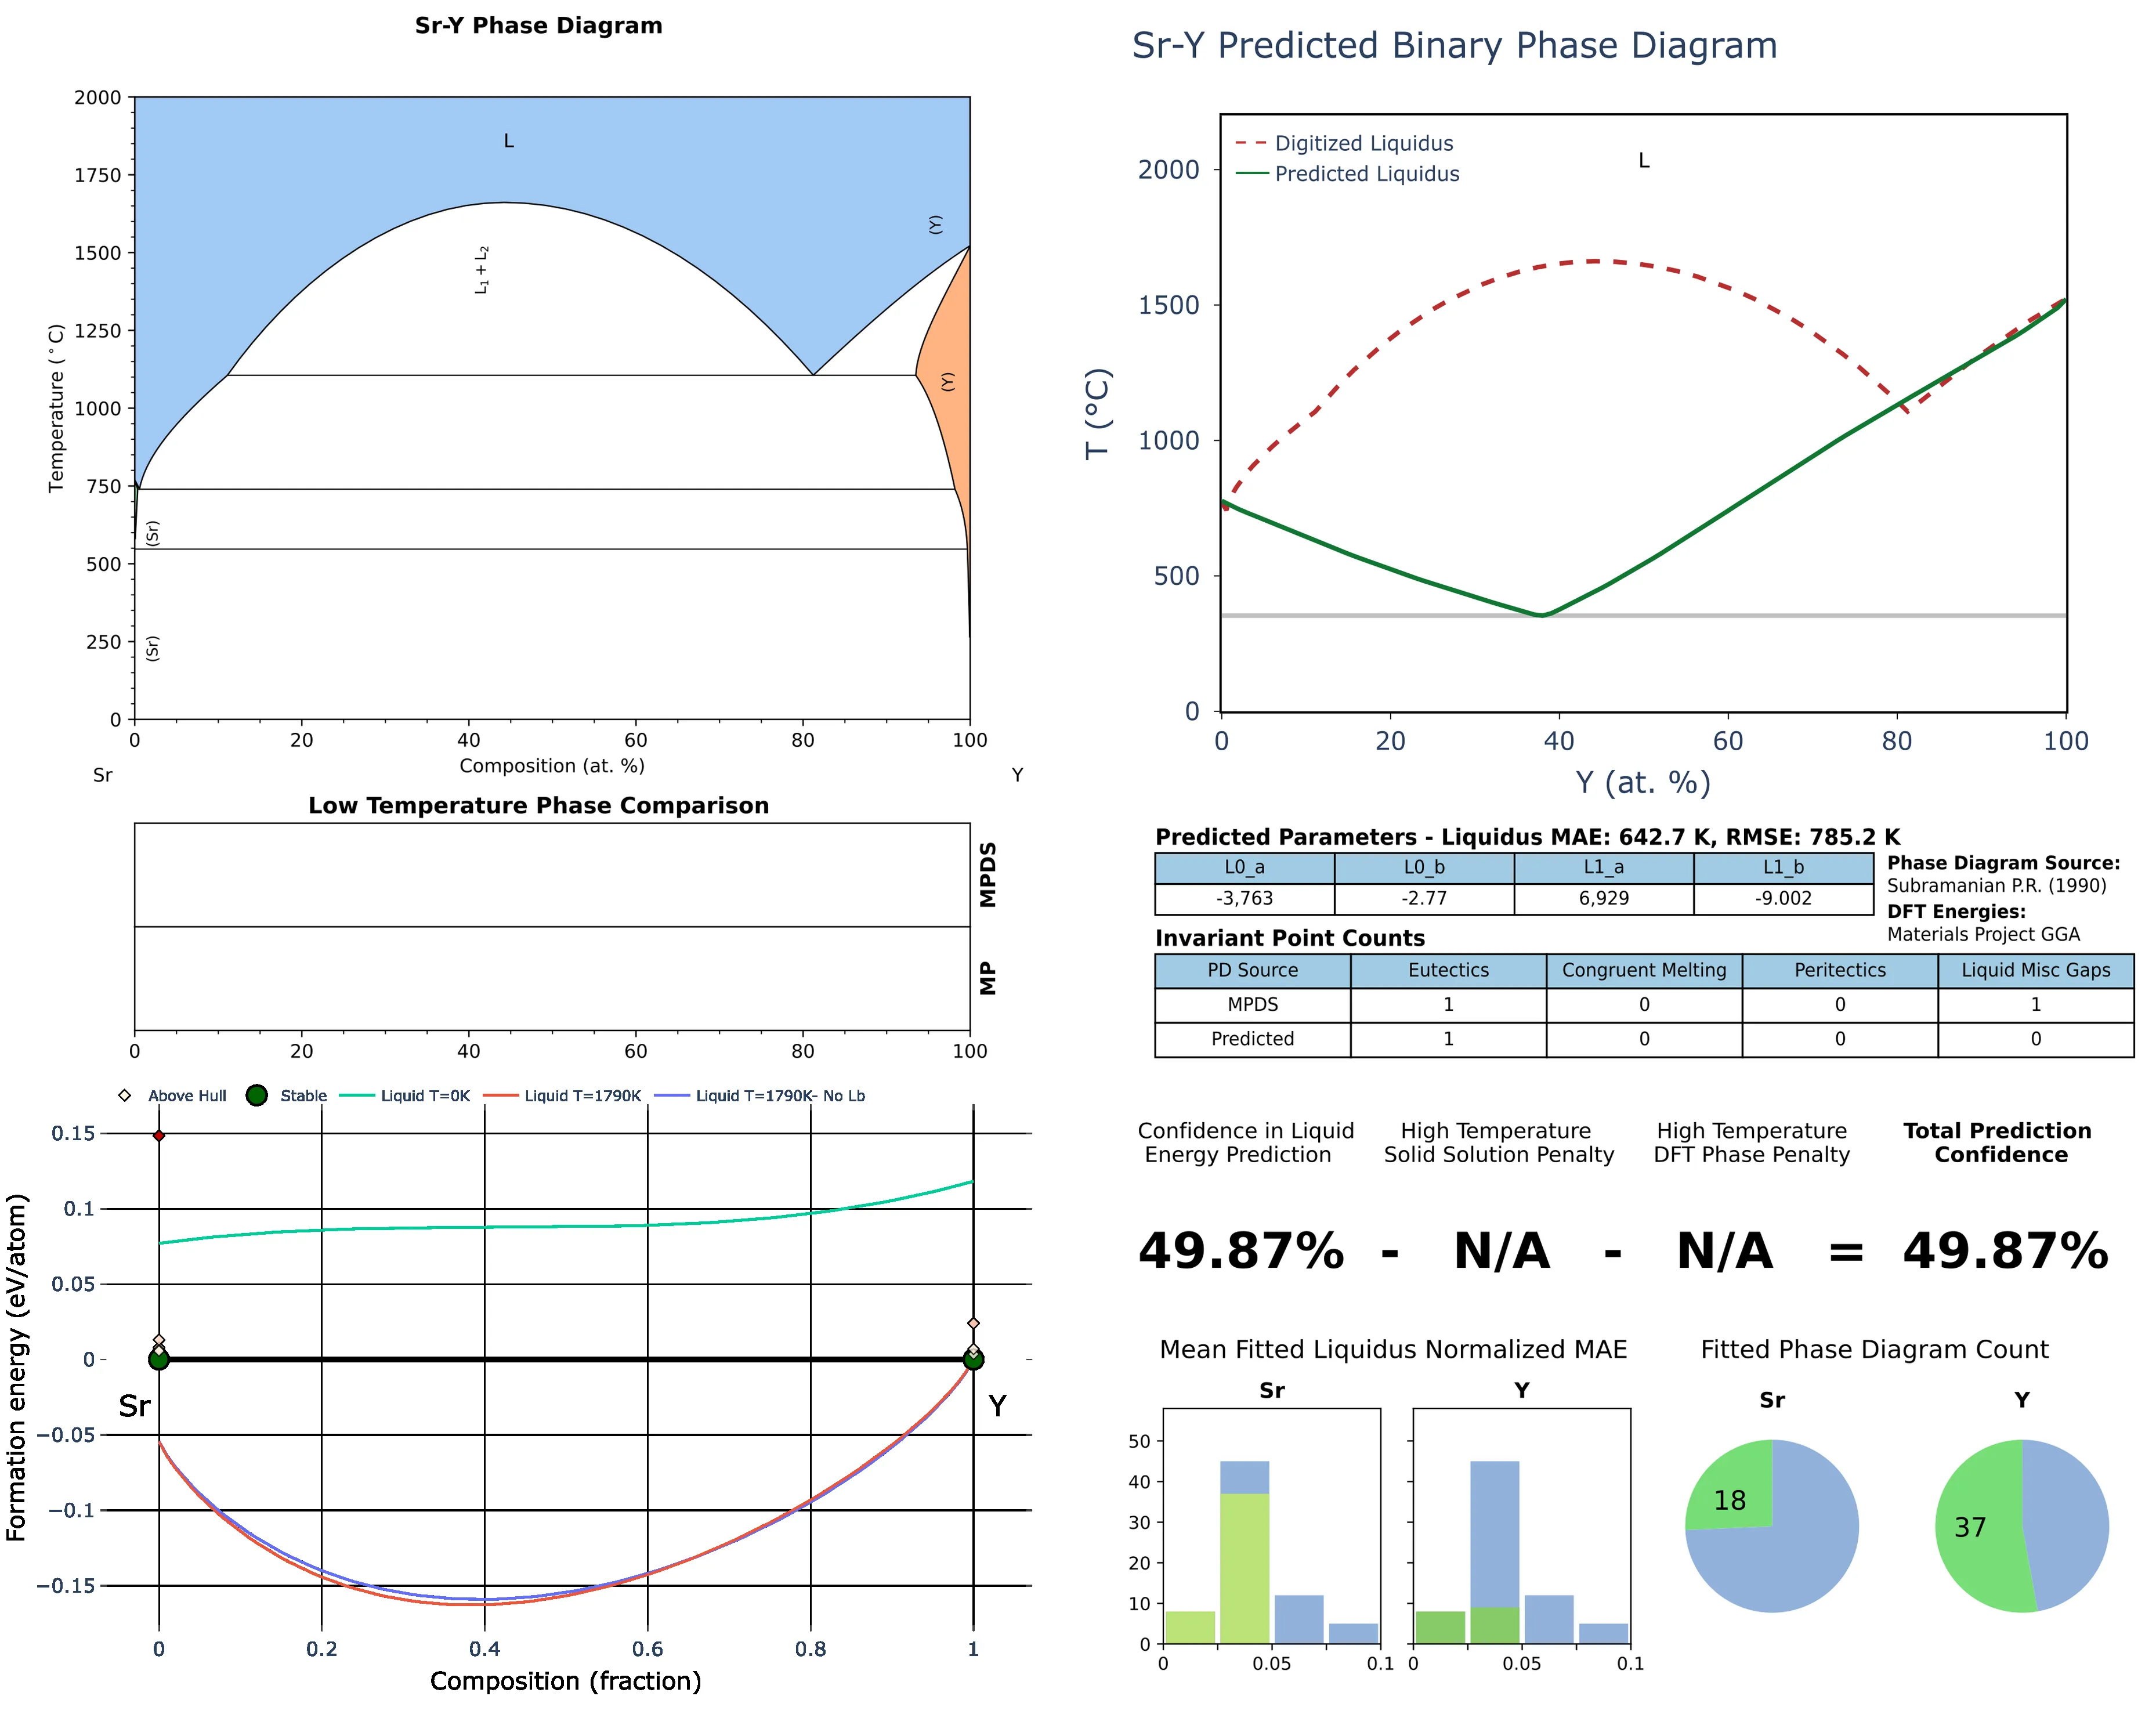 Sr-Y Phase Diagram
2000
1750
1500
1250
1000
750
500
250
0
Temperature (°C)
L
L1 + L2
(Y)
(Y)
(Sr)
(Sr)
0 20 40 60 80 100
Composition (at. %)
Sr Y
Low Temperature Phase Comparison
MPDS
MP
0 20 40 60 80 100
Above Hull Stable Liquid T=0K Liquid T=1790K Liquid T=1790K- No Lb
0.15
0.1
0.05
0
−0.05
−0.1
−0.15
Formation energy (eV/atom)
Sr Y
0 0.2 0.4 0.6 0.8 1
Composition (fraction)
Sr-Y Predicted Binary Phase Diagram
Digitized Liquidus
Predicted Liquidus
L
2000
1500
1000
500
0
T (°C)
0 20 40 60 80 100
Y (at. %)
Predicted Parameters - Liquidus MAE: 642.7 K, RMSE: 785.2 K
L0_a L0_b L1_a L1_b
-3,763 -2.77 6,929 -9.002
Phase Diagram Source:
Subramanian P.R. (1990)
DFT Energies:
Materials Project GGA
Invariant Point Counts
PD Source Eutectics Congruent Melting Peritectics Liquid Misc Gaps
MPDS 1 0 0 1
Predicted 1 0 0 0
Confidence in Liquid
Energy Prediction
High Temperature
Solid Solution Penalty
High Temperature
DFT Phase Penalty
Total Prediction
Confidence
49.87% - N/A - N/A = 49.87%
Mean Fitted Liquidus Normalized MAE
Sr Y
50
40
30
20
10
0
0 0.05 0.1 0 0.05 0.1
Fitted Phase Diagram Count
Sr Y
18 37